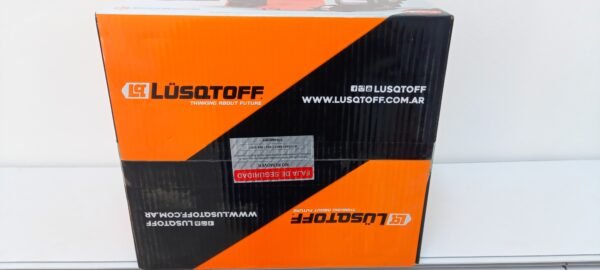 LÜSQTOFF
THINKING ABOUT FUTURE
LUSQTOFF
WWW.LUSQTOFF.COM.AR
NO REMOVER
FAJA DE SEGURIDAD
WWW.LUSQTOFF.COM.AR
LUSQTOFF
LÜSQTOFF
THINKING ABOUT FUTURE